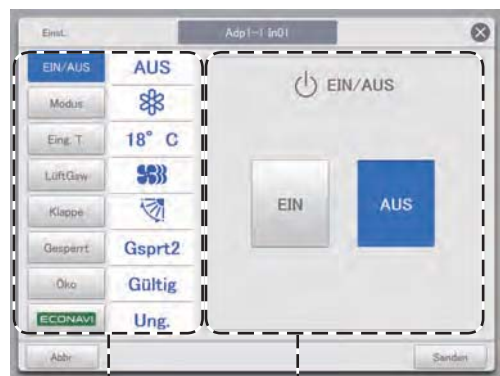 Einst.
Adp1-1 In01
EIN/AUS AUS
Modus
Eing. T. 18° C
LüftGsw
Klappe
Gesperrt Gsprt2
Öko Gültig
ECONAVI Ung.
EIN/AUS
EIN AUS
Abbr. Senden